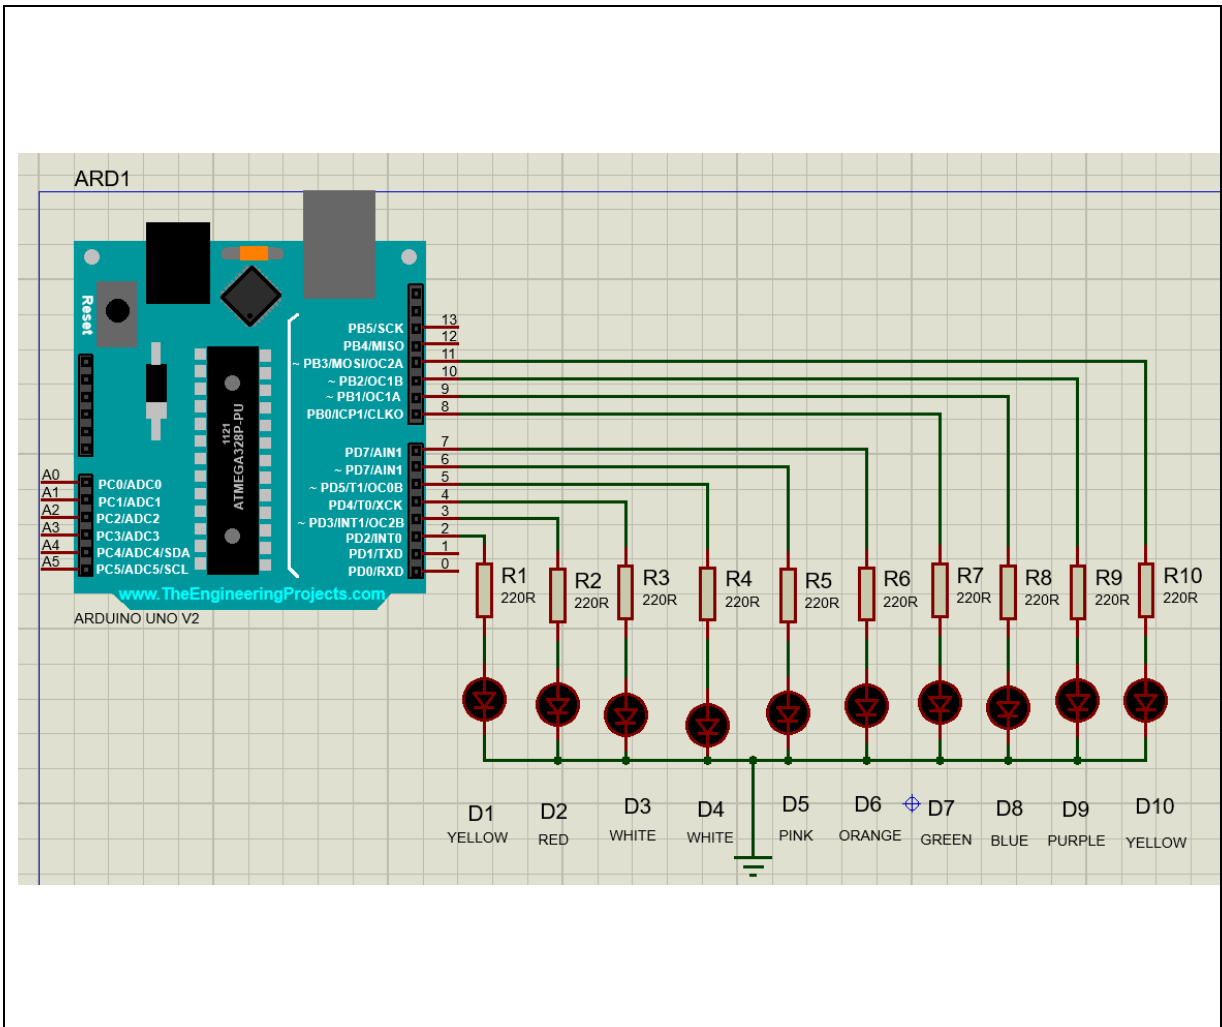 ARD1
Reset
1121
ATMEGA328P-PU
PB5/SCK 13
PB4/MISO 12
~ PB3/MOSI/OC2A 11
~ PB2/OC1B 10
~ PB1/OC1A 9
PB0/ICP1/CLKO 8
PD7/AIN1 7
~ PD7/AIN1 6
~ PD5/T1/OC0B 5
PD4/T0/XCK 4
~ PD3/INT1/OC2B 3
PD2/INT0 2
PD1/TXD 1
PD0/RXD 0
A0 PC0/ADC0
A1 PC1/ADC1
A2 PC2/ADC2
A3 PC3/ADC3
A4 PC4/ADC4/SDA
A5 PC5/ADC5/SCL
www.TheEngineeringProjects.com
ARDUINO UNO V2
R1 R2 R3 R4 R5 R6 R7 R8 R9 R10
220R 220R 220R 220R 220R 220R 220R 220R 220R 220R
D1 D2 D3 D4 D5 D6 D7 D8 D9 D10
YELLOW RED WHITE WHITE PINK ORANGE GREEN BLUE PURPLE YELLOW